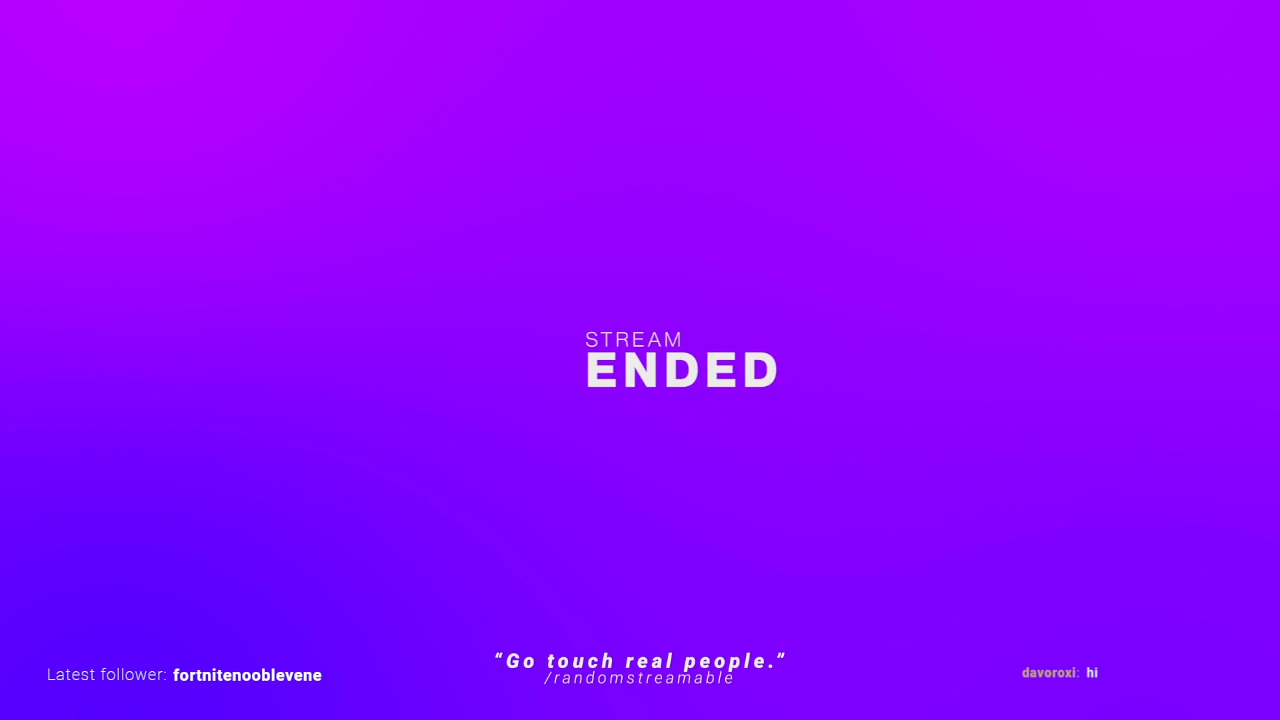 STREAM
ENDED
Latest follower: fortnitenooblevene
“Go touch real people.”
/randomstreamable
davoroxi: hi